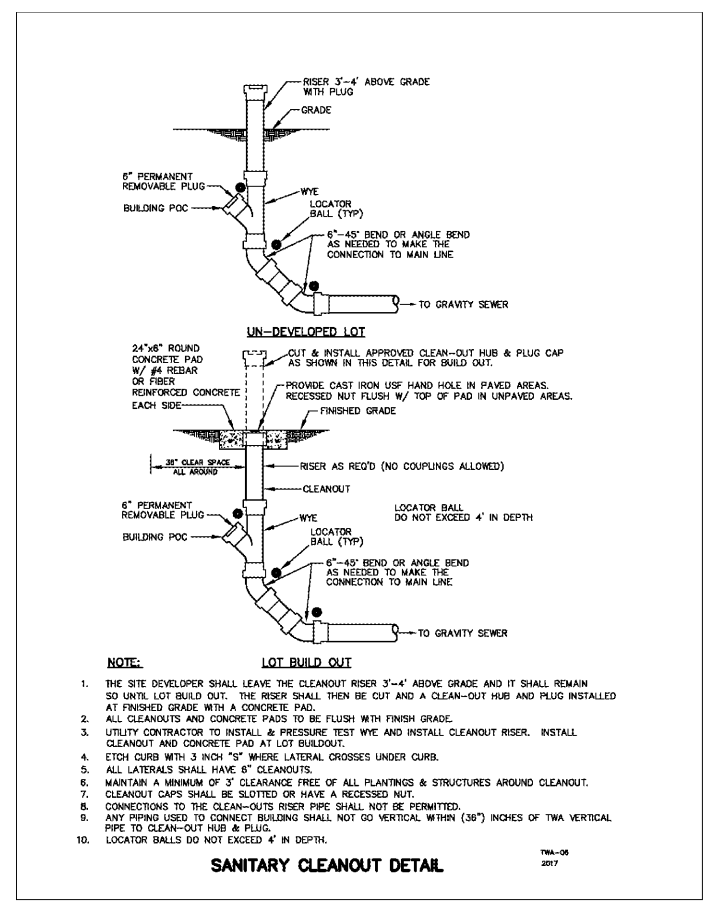 RISER 3'-4' ABOVE GRADE
WITH PLUG
GRADE
6" PERMANENT
REMOVABLE PLUG
WYE
BUILDING POC
LOCATOR
BALL (TYP)
6"-45° BEND OR ANGLE BEND
AS NEEDED TO MAKE THE
CONNECTION TO MAIN LINE
TO GRAVITY SEWER
UN-DEVELOPED LOT
24"x6" ROUND
CONCRETE PAD
W/ #4 REBAR
OR FIBER
REINFORCED CONCRETE
EACH SIDE
CUT & INSTALL APPROVED CLEAN-OUT HUB & PLUG CAP
AS SHOWN IN THIS DETAIL FOR BUILD OUT.
PROVIDE CAST IRON USF HAND HOLE IN PAVED AREAS.
RECESSED NUT FLUSH W/ TOP OF PAD IN UNPAVED AREAS.
FINISHED GRADE
36" CLEAR SPACE
ALL AROUND
RISER AS REQ'D (NO COUPLINGS ALLOWED)
CLEANOUT
6" PERMANENT
REMOVABLE PLUG
WYE
LOCATOR BALL
DO NOT EXCEED 4' IN DEPTH
BUILDING POC
LOCATOR
BALL (TYP)
6"-45° BEND OR ANGLE BEND
AS NEEDED TO MAKE THE
CONNECTION TO MAIN LINE
TO GRAVITY SEWER
NOTE:
LOT BUILD OUT
1. THE SITE DEVELOPER SHALL LEAVE THE CLEANOUT RISER 3'-4' ABOVE GRADE AND IT SHALL REMAIN
SO UNTIL LOT BUILD OUT. THE RISER SHALL THEN BE CUT AND A CLEAN-OUT HUB AND PLUG INSTALLED
AT FINISHED GRADE WITH A CONCRETE PAD.
2. ALL CLEANOUTS AND CONCRETE PADS TO BE FLUSH WITH FINISH GRADE.
3. UTILITY CONTRACTOR TO INSTALL & PRESSURE TEST WYE AND INSTALL CLEANOUT RISER. INSTALL
CLEANOUT AND CONCRETE PAD AT LOT BUILDOUT.
4. ETCH CURB WITH 3 INCH "S" WHERE LATERAL CROSSES UNDER CURB.
5. ALL LATERALS SHALL HAVE 6" CLEANOUTS.
6. MAINTAIN A MINIMUM OF 3' CLEARANCE FREE OF ALL PLANTINGS & STRUCTURES AROUND CLEANOUT.
7. CLEANOUT CAPS SHALL BE SLOTTED OR HAVE A RECESSED NUT.
8. CONNECTIONS TO THE CLEAN-OUTS RISER PIPE SHALL NOT BE PERMITTED.
9. ANY PIPING USED TO CONNECT BUILDING SHALL NOT GO VERTICAL WITHIN (36") INCHES OF TWA VERTICAL
PIPE TO CLEAN-OUT HUB & PLUG.
10. LOCATOR BALLS DO NOT EXCEED 4' IN DEPTH.
SANITARY CLEANOUT DETAIL
TWA-06
2017